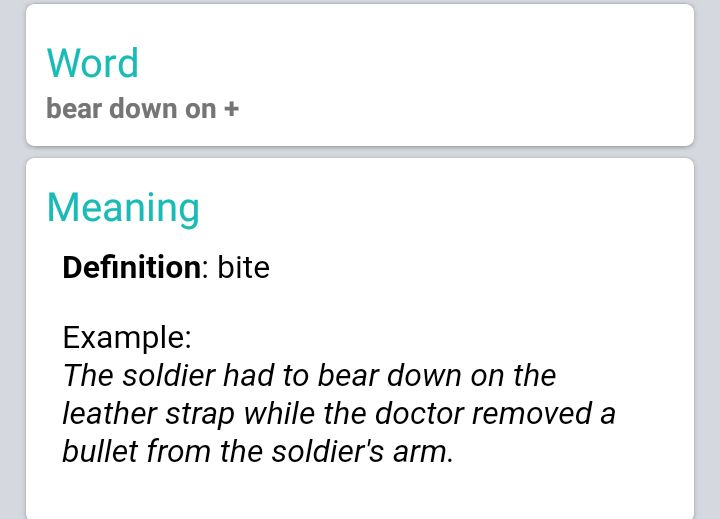 Word
bear down on +
Meaning
Definition: bite
Example:
The soldier had to bear down on the
leather strap while the doctor removed a
bullet from the soldier's arm.